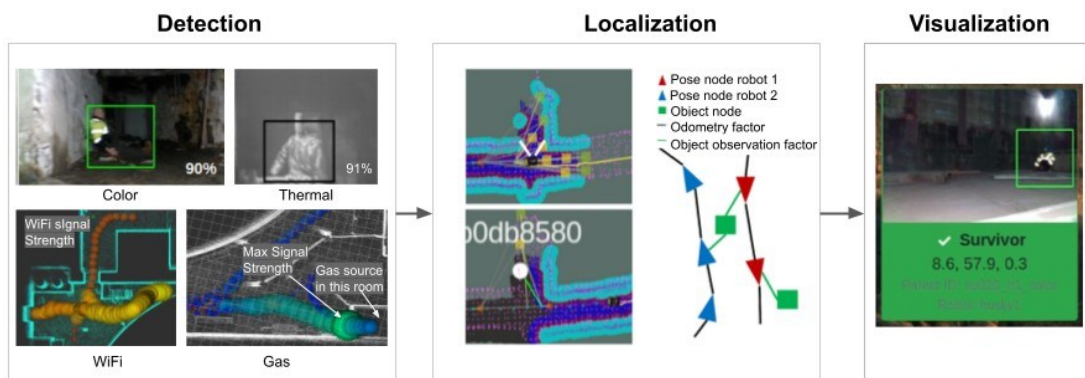 Detection
90%
91%
Color
Thermal
WiFi sIgnal
Strength
Max Signal
Strength
Gas source
in this room
WiFi
Gas
Localization
b0db8580
Pose node robot 1
Pose node robot 2
Object node
Odometry factor
Object observation factor
Visualization
✓ Survivor
8.6, 57.9, 0.3